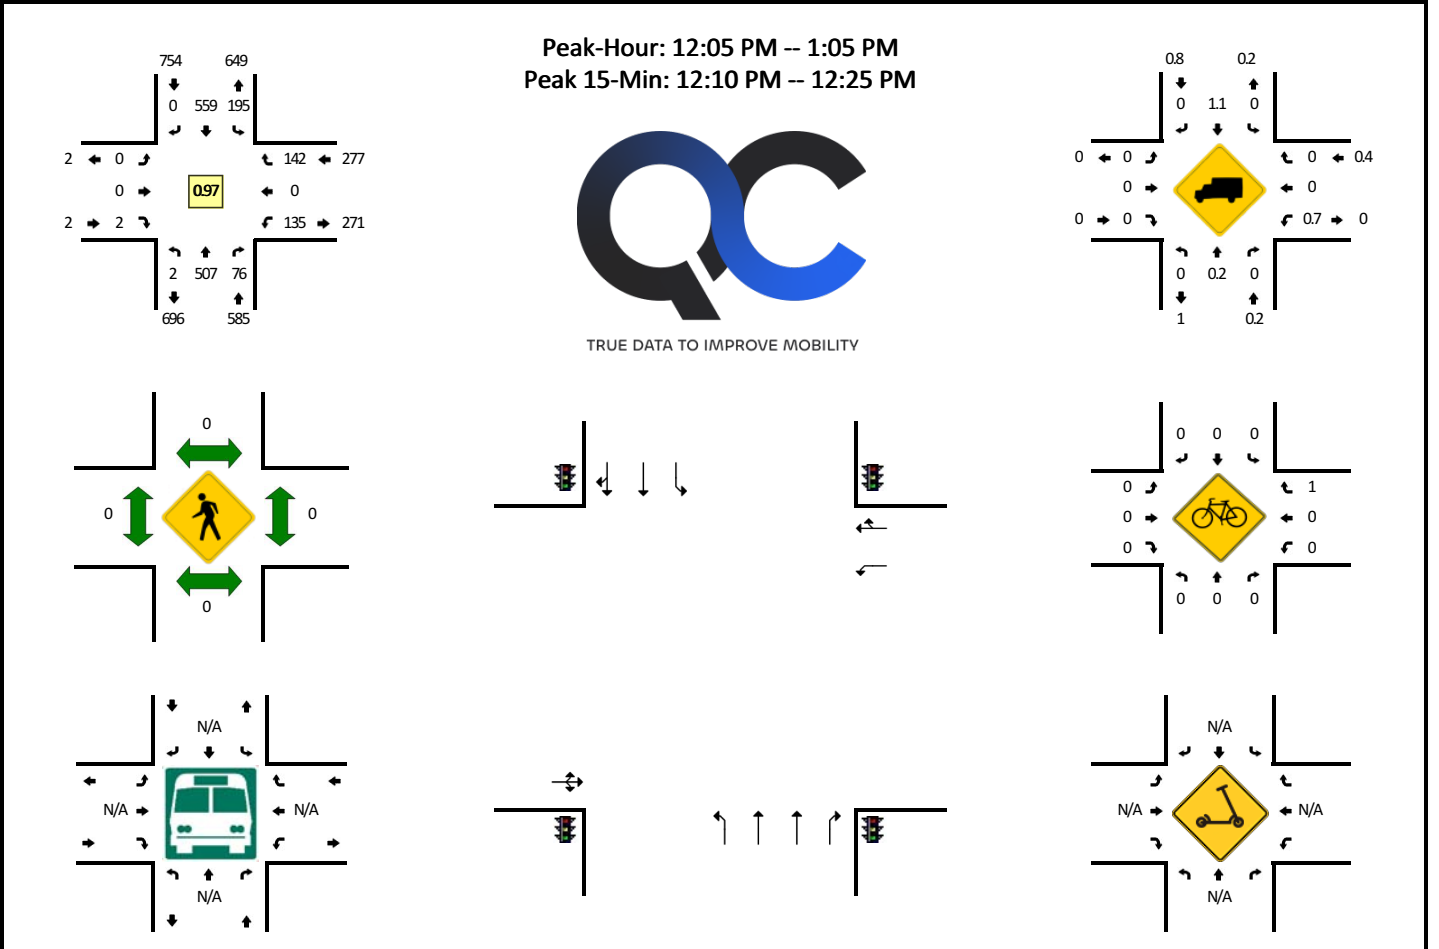 Peak-Hour: 12:05 PM -- 1:05 PM
Peak 15-Min: 12:10 PM -- 12:25 PM
754 649
0 559 195
2 0 142 277
0 0.97 0
2 2 135 271
2 507 76
696 585
TRUE DATA TO IMPROVE MOBILITY
0.8 0.2
0 1.1 0
0 0 0 0.4
0 0
0 0 0.7 0
0 0.2 0
1 0.2
0
0 0
0
0 0 0
0 1
0 0
0 0
0 0 0
N/A
N/A N/A
N/A
N/A
N/A N/A
N/A